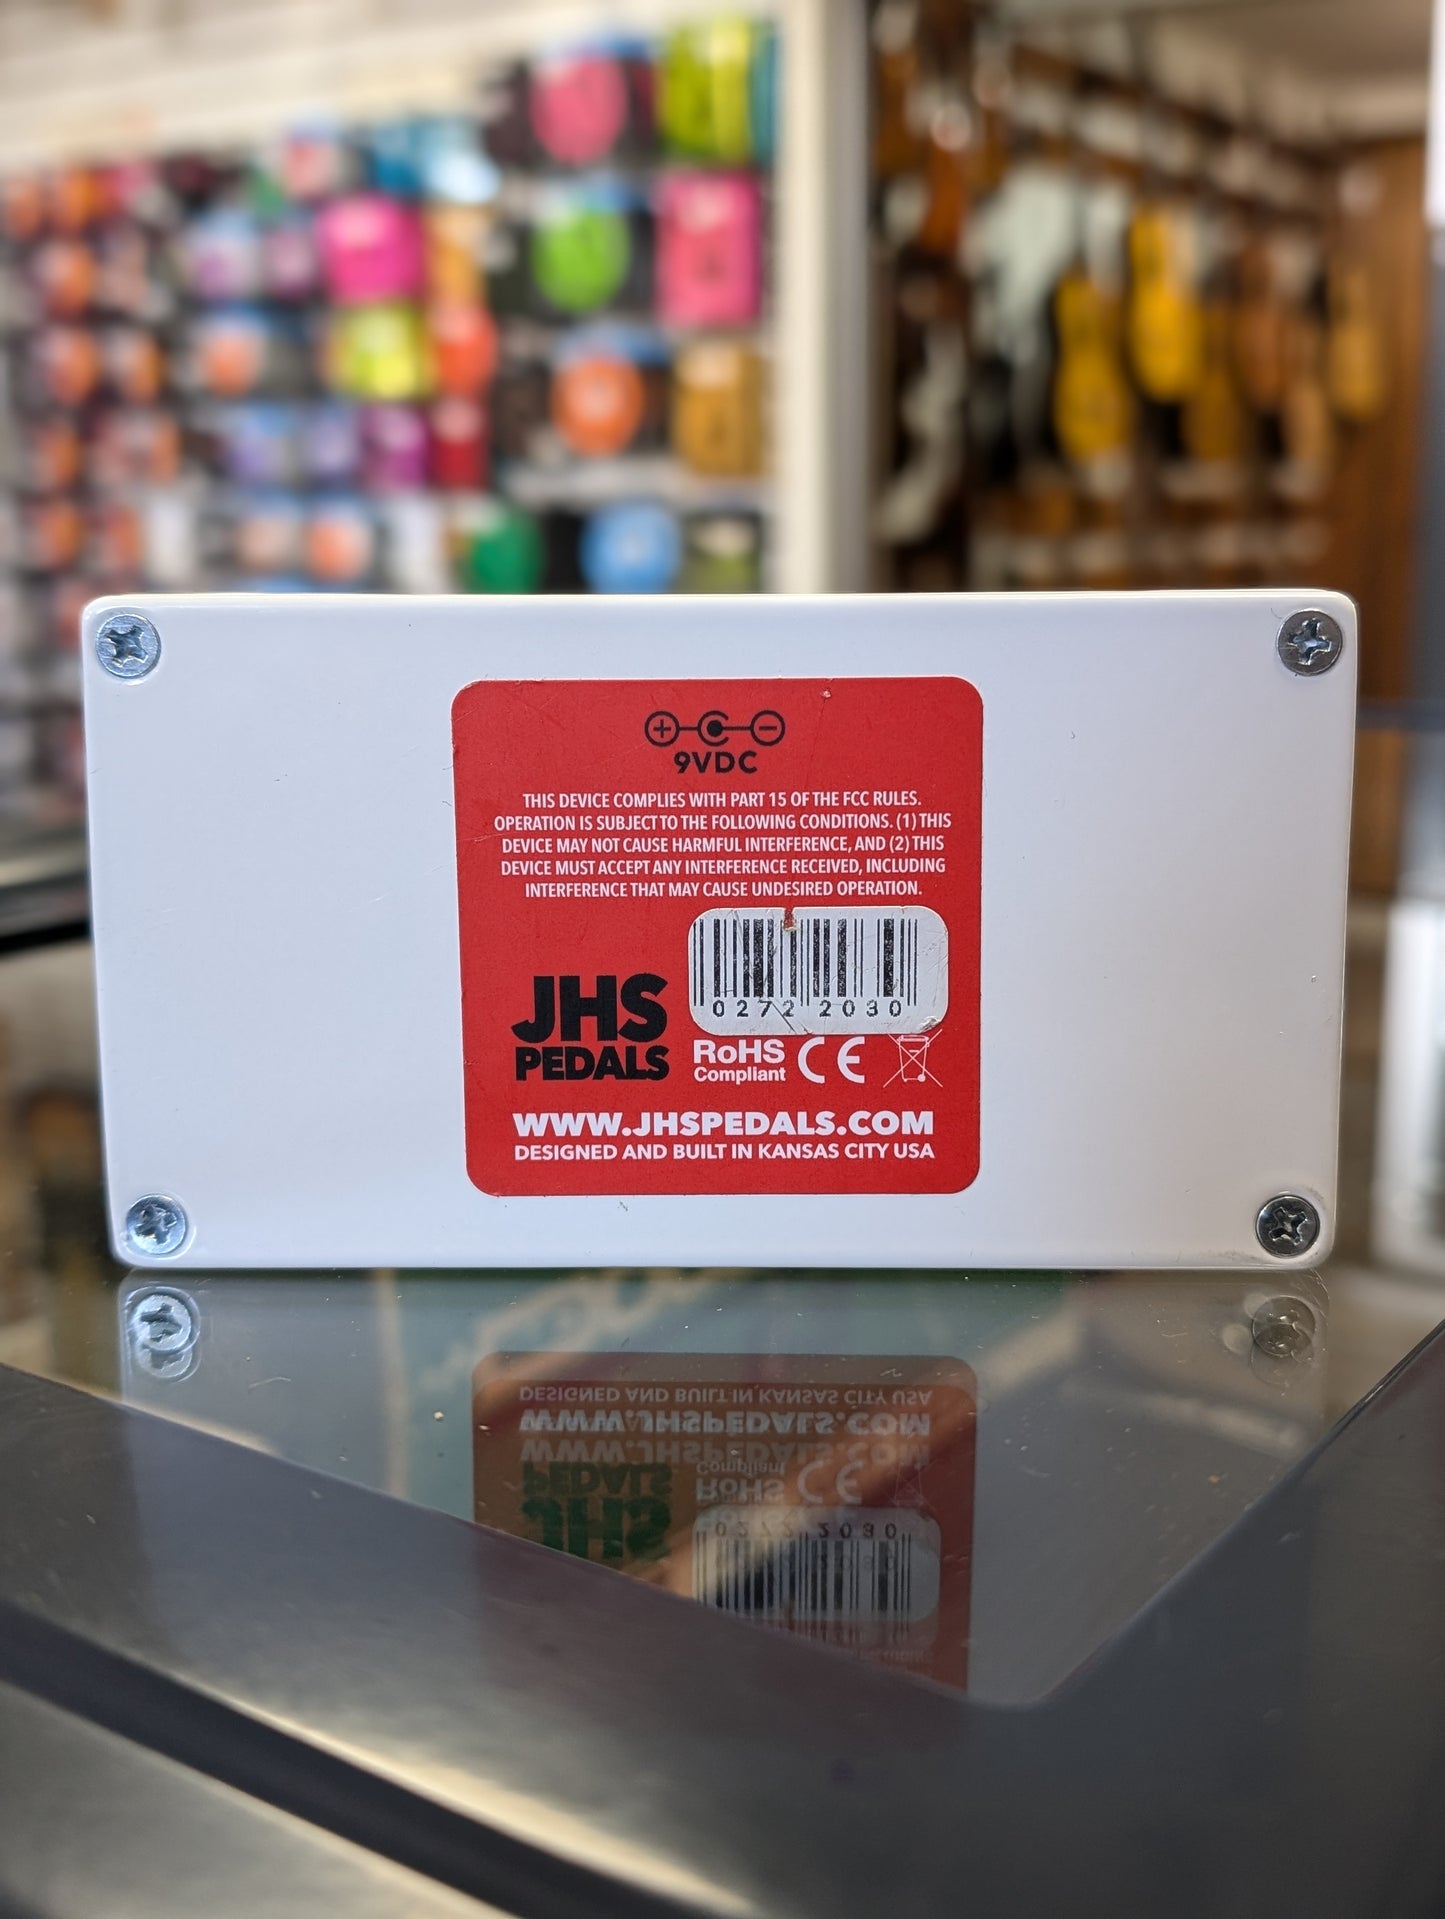 9VDC
THIS DEVICE COMPLIES WITH PART 15 OF THE FCC RULES.
OPERATION IS SUBJECT TO THE FOLLOWING CONDITIONS. (1) THIS
DEVICE MAY NOT CAUSE HARMFUL INTERFERENCE, AND (2) THIS
DEVICE MUST ACCEPT ANY INTERFERENCE RECEIVED, INCLUDING
INTERFERENCE THAT MAY CAUSE UNDESIRED OPERATION.
0272 2030
JHS
PEDALS
RoHS
Compliant
CE
WWW.JHSPEDALS.COM
DESIGNED AND BUILT IN KANSAS CITY USA